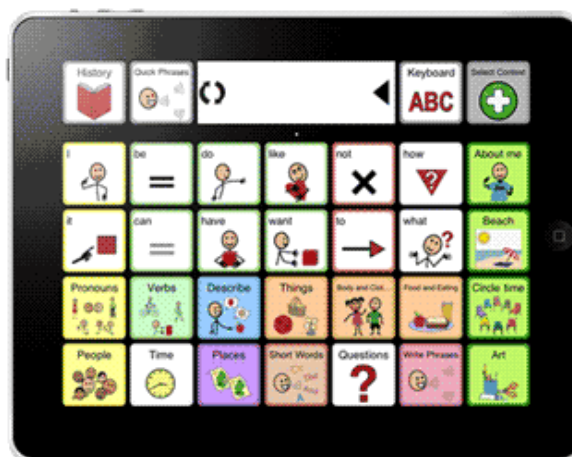 History
Quick Phrases
Keyboard
ABC
Select Context
I
be
do
like
not
how
About me
it
can
have
want
to
what
Beach
Pronouns
Verbs
Describe
Things
Body and Clot...
Food and Eating
Circle time
People
Time
Places
Short Words
Questions
Write Phrases
Art